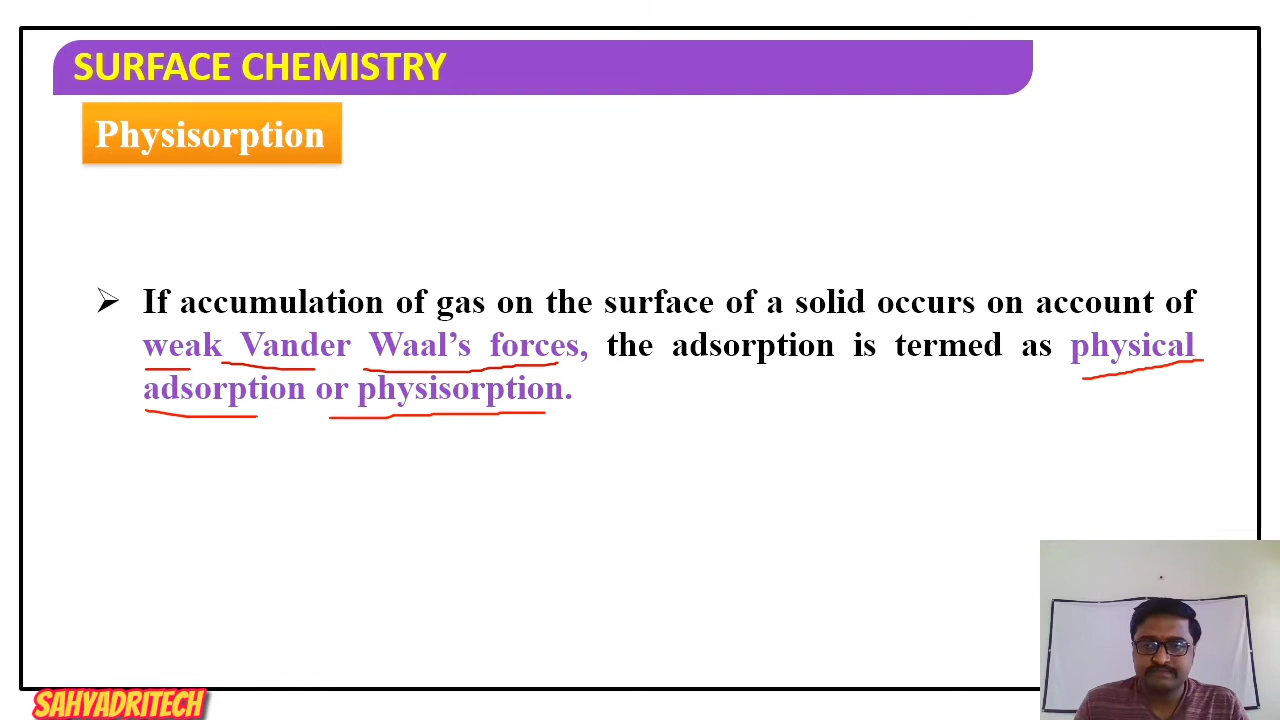 SURFACE CHEMISTRY
Physisorption
➢ If accumulation of gas on the surface of a solid occurs on account of
weak Vander Waal’s forces, the adsorption is termed as physical
adsorption or physisorption.
SAHYADRITECH